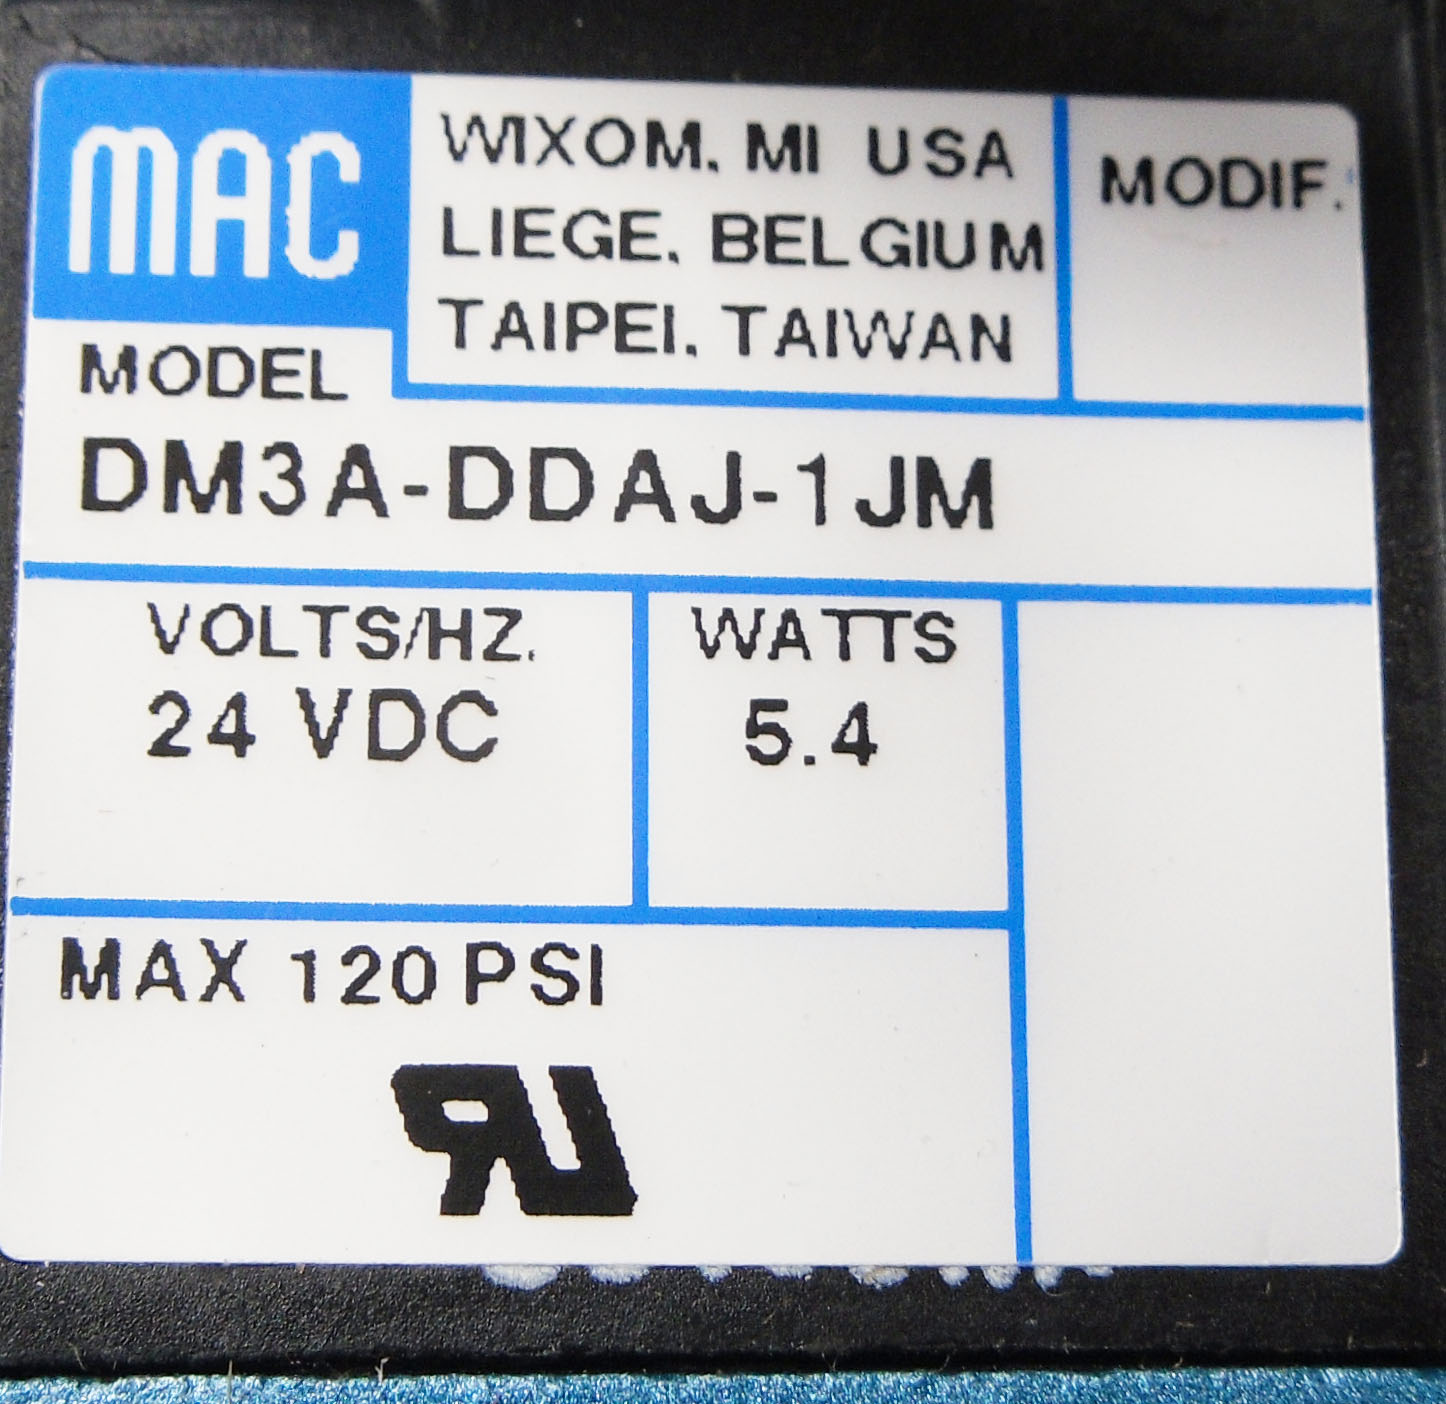 MAC
WIXOM, MI USA
LIEGE, BELGIUM
TAIPEI, TAIWAN
MODIF.
MODEL
DM3A-DDAJ-1JM
VOLTS/HZ.
24 VDC
WATTS
5.4
MAX 120 PSI